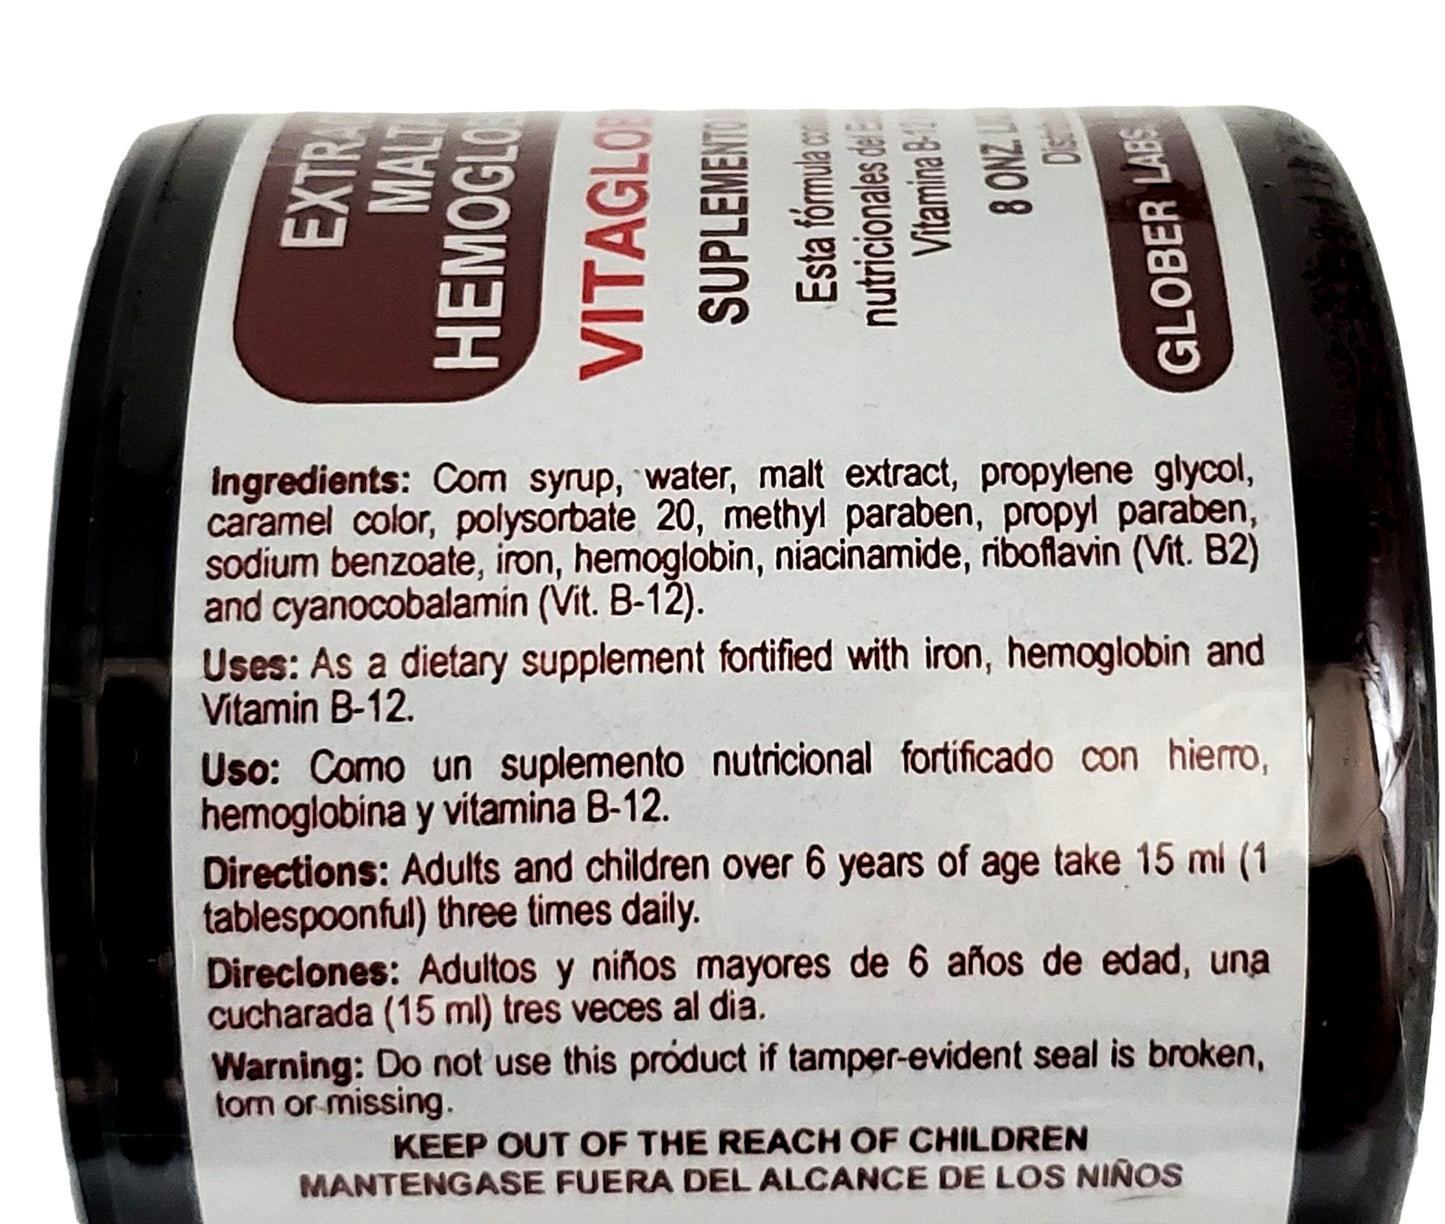 EXTRA
MALT
HEMOGLO
VITAGLOB
SUPLEMENTO
Esta fórmula
nutricionales del
Vitamina B-12
8 ONZ.
GLOBER LABS
Ingredients: Corn syrup, water, malt extract, propylene glycol,
caramel color, polysorbate 20, methyl paraben, propyl paraben,
sodium benzoate, iron, hemoglobin, niacinamide, riboflavin (Vit. B2)
and cyanocobalamin (Vit. B-12).
Uses: As a dietary supplement fortified with iron, hemoglobin and
Vitamin B-12.
Uso: Como un suplemento nutricional fortificado con hierro,
hemoglobina y vitamina B-12.
Directions: Adults and children over 6 years of age take 15 ml (1
tablespoonful) three times daily.
Direciones: Adultos y niños mayores de 6 años de edad, una
cucharada (15 ml) tres veces al dia.
Warning: Do not use this product if tamper-evident seal is broken,
torn or missing.
KEEP OUT OF THE REACH OF CHILDREN
MANTENGASE FUERA DEL ALCANCE DE LOS NIÑOS